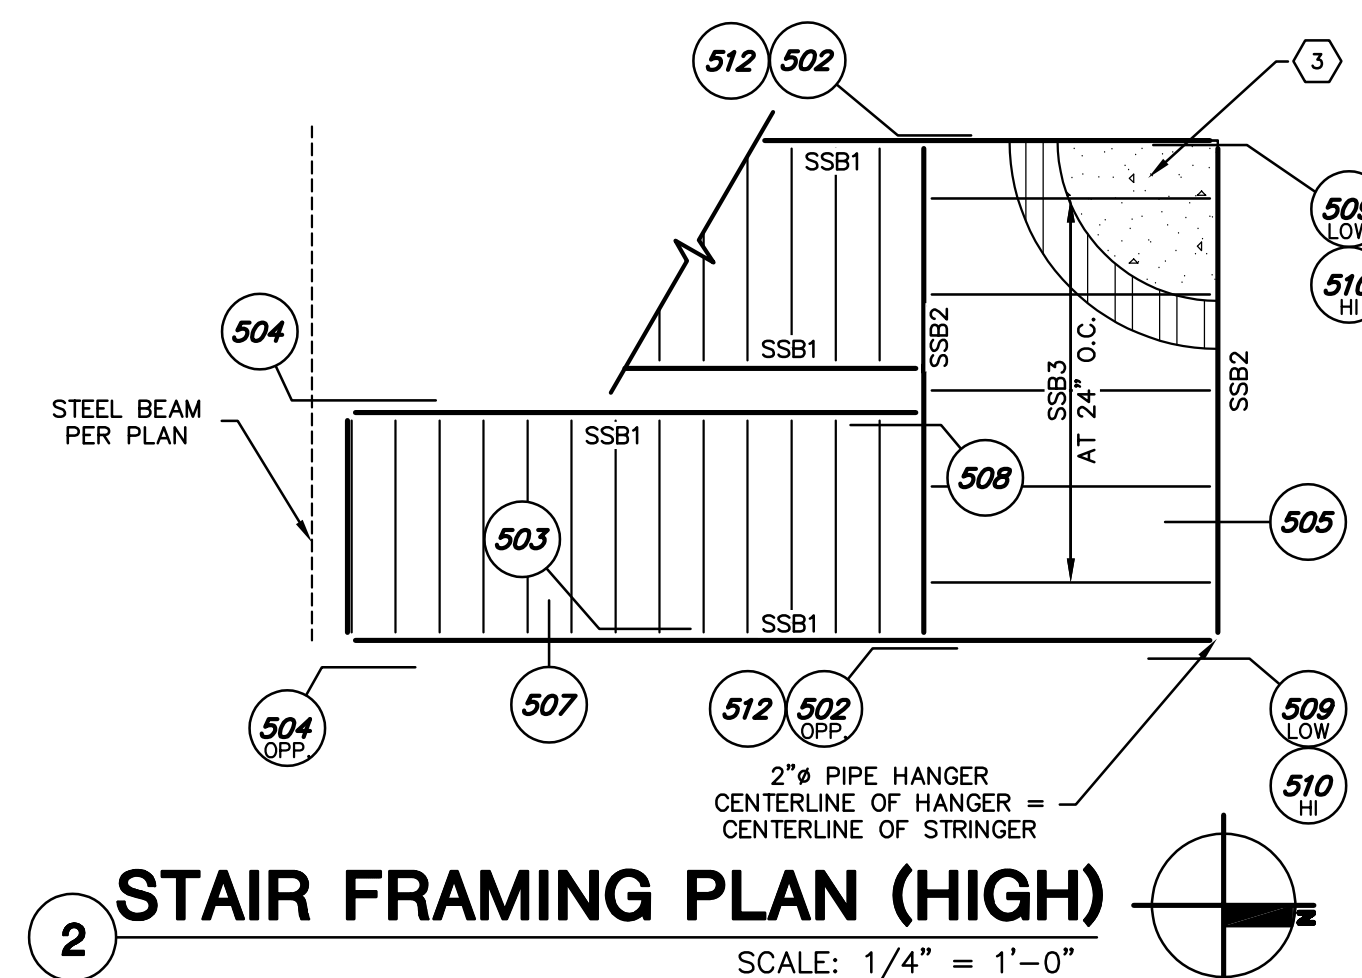 512 502
3
SSB1
509
LOW
510
HI
504
SSB2
SSB1
SSB3
AT 24" O.C.
SSB2
STEEL BEAM
PER PLAN
SSB1
508
503
505
SSB1
504
OPP.
507
512 502
OPP.
509
LOW
510
HI
2"ø PIPE HANGER
CENTERLINE OF HANGER =
CENTERLINE OF STRINGER
2 STAIR FRAMING PLAN (HIGH)
N
SCALE: 1/4" = 1'-0"